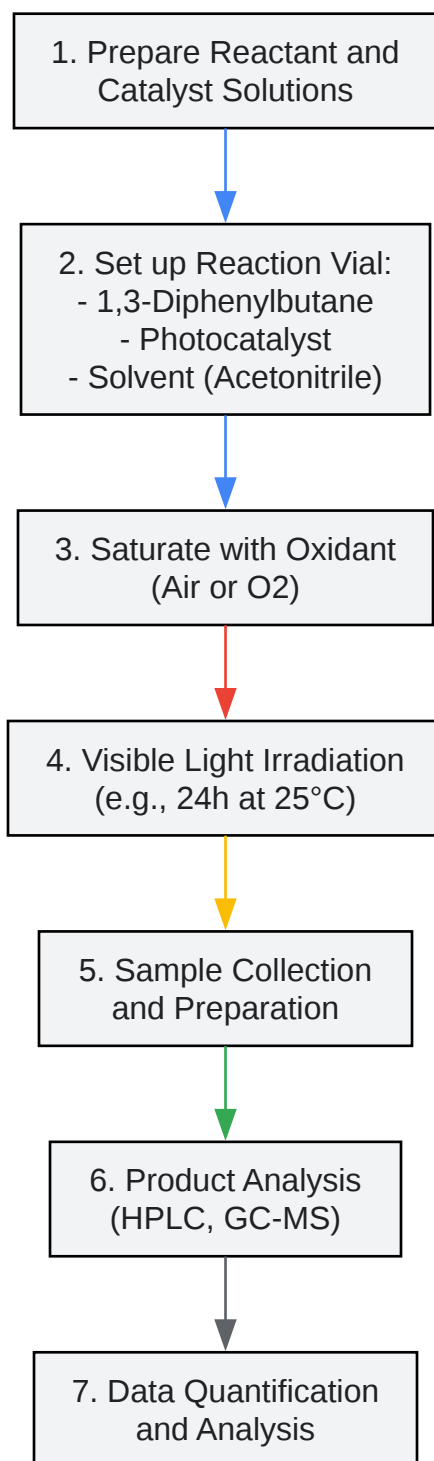 1. Prepare Reactant and
Catalyst Solutions
2. Set up Reaction Vial:
- 1,3-Diphenylbutane
- Photocatalyst
- Solvent (Acetonitrile)
3. Saturate with Oxidant
(Air or O2)
4. Visible Light Irradiation
(e.g., 24h at 25°C)
5. Sample Collection
and Preparation
6. Product Analysis
(HPLC, GC-MS)
7. Data Quantification
and Analysis